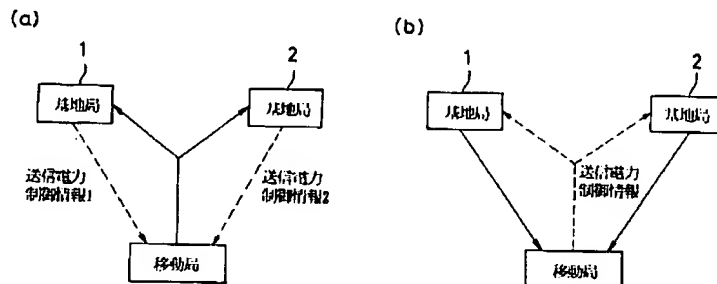 (a)
1
2
基地局
基地局
送信電力
制御情報1
送信電力
制御情報2
移動局
(b)
1
2
基地局
基地局
送信電力
制御情報
移動局